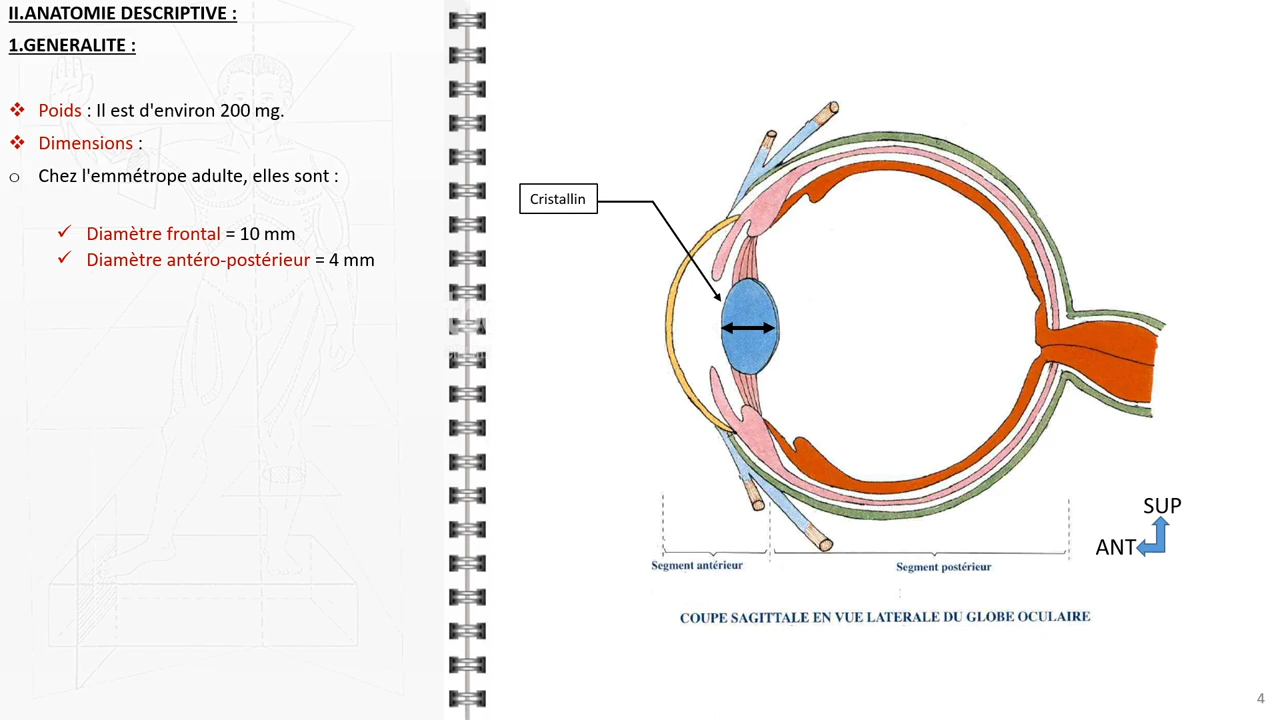 II.ANATOMIE DESCRIPTIVE :
1.GENERALITE :
❖ Poids : Il est d'environ 200 mg.
❖ Dimensions :
o Chez l'emmétrope adulte, elles sont :
✓ Diamètre frontal = 10 mm
✓ Diamètre antéro-postérieur = 4 mm
Cristallin
SUP
ANT
Segment antérieur
Segment postérieur
COUPE SAGITTALE EN VUE LATERALE DU GLOBE OCULAIRE
4